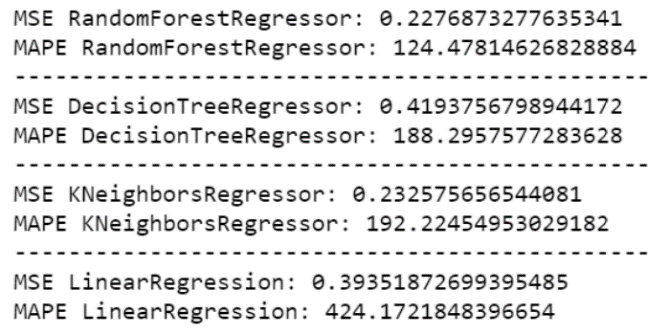 MSE RandomForestRegressor: 0.2276873277635341
MAPE RandomForestRegressor: 124.47814626828884
--------------------------------------------------
MSE DecisionTreeRegressor: 0.4193756798944172
MAPE DecisionTreeRegressor: 188.2957577283628
--------------------------------------------------
MSE KNeighborsRegressor: 0.232575656544081
MAPE KNeighborsRegressor: 192.22454953029182
--------------------------------------------------
MSE LinearRegression: 0.39351872699395485
MAPE LinearRegression: 424.1721848396654